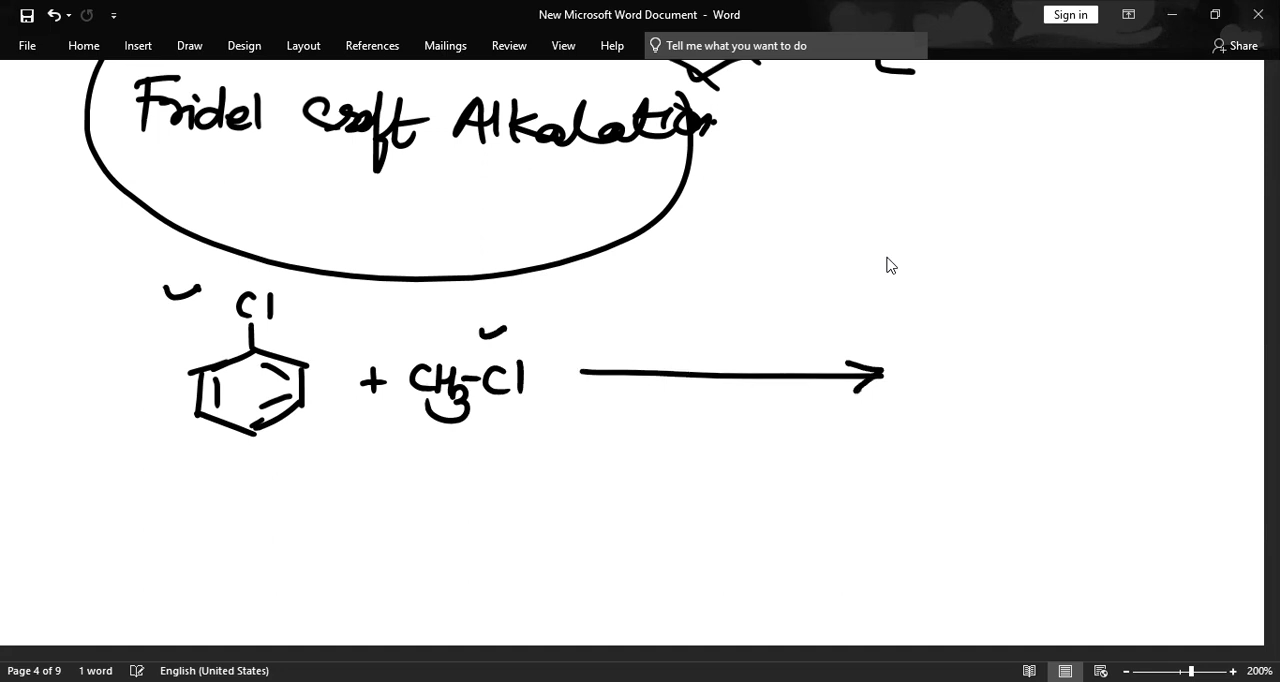 New Microsoft Word Document - Word
Sign in
File Home Insert Draw Design Layout References Mailings Review View Help Tell me what you want to do Share
Fridel Craft Alkalation
Cl
+ CH3-Cl
Page 4 of 9 1 word English (United States) 200%